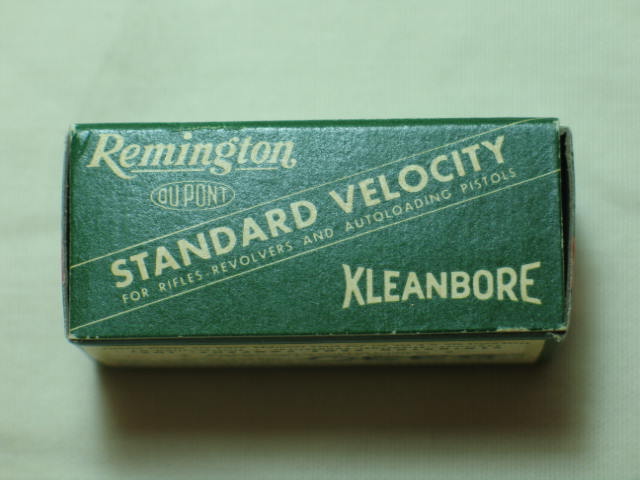 Remington
DU PONT
STANDARD VELOCITY
FOR RIFLES REVOLVERS AND AUTOLOADING PISTOLS
KLEANBORE